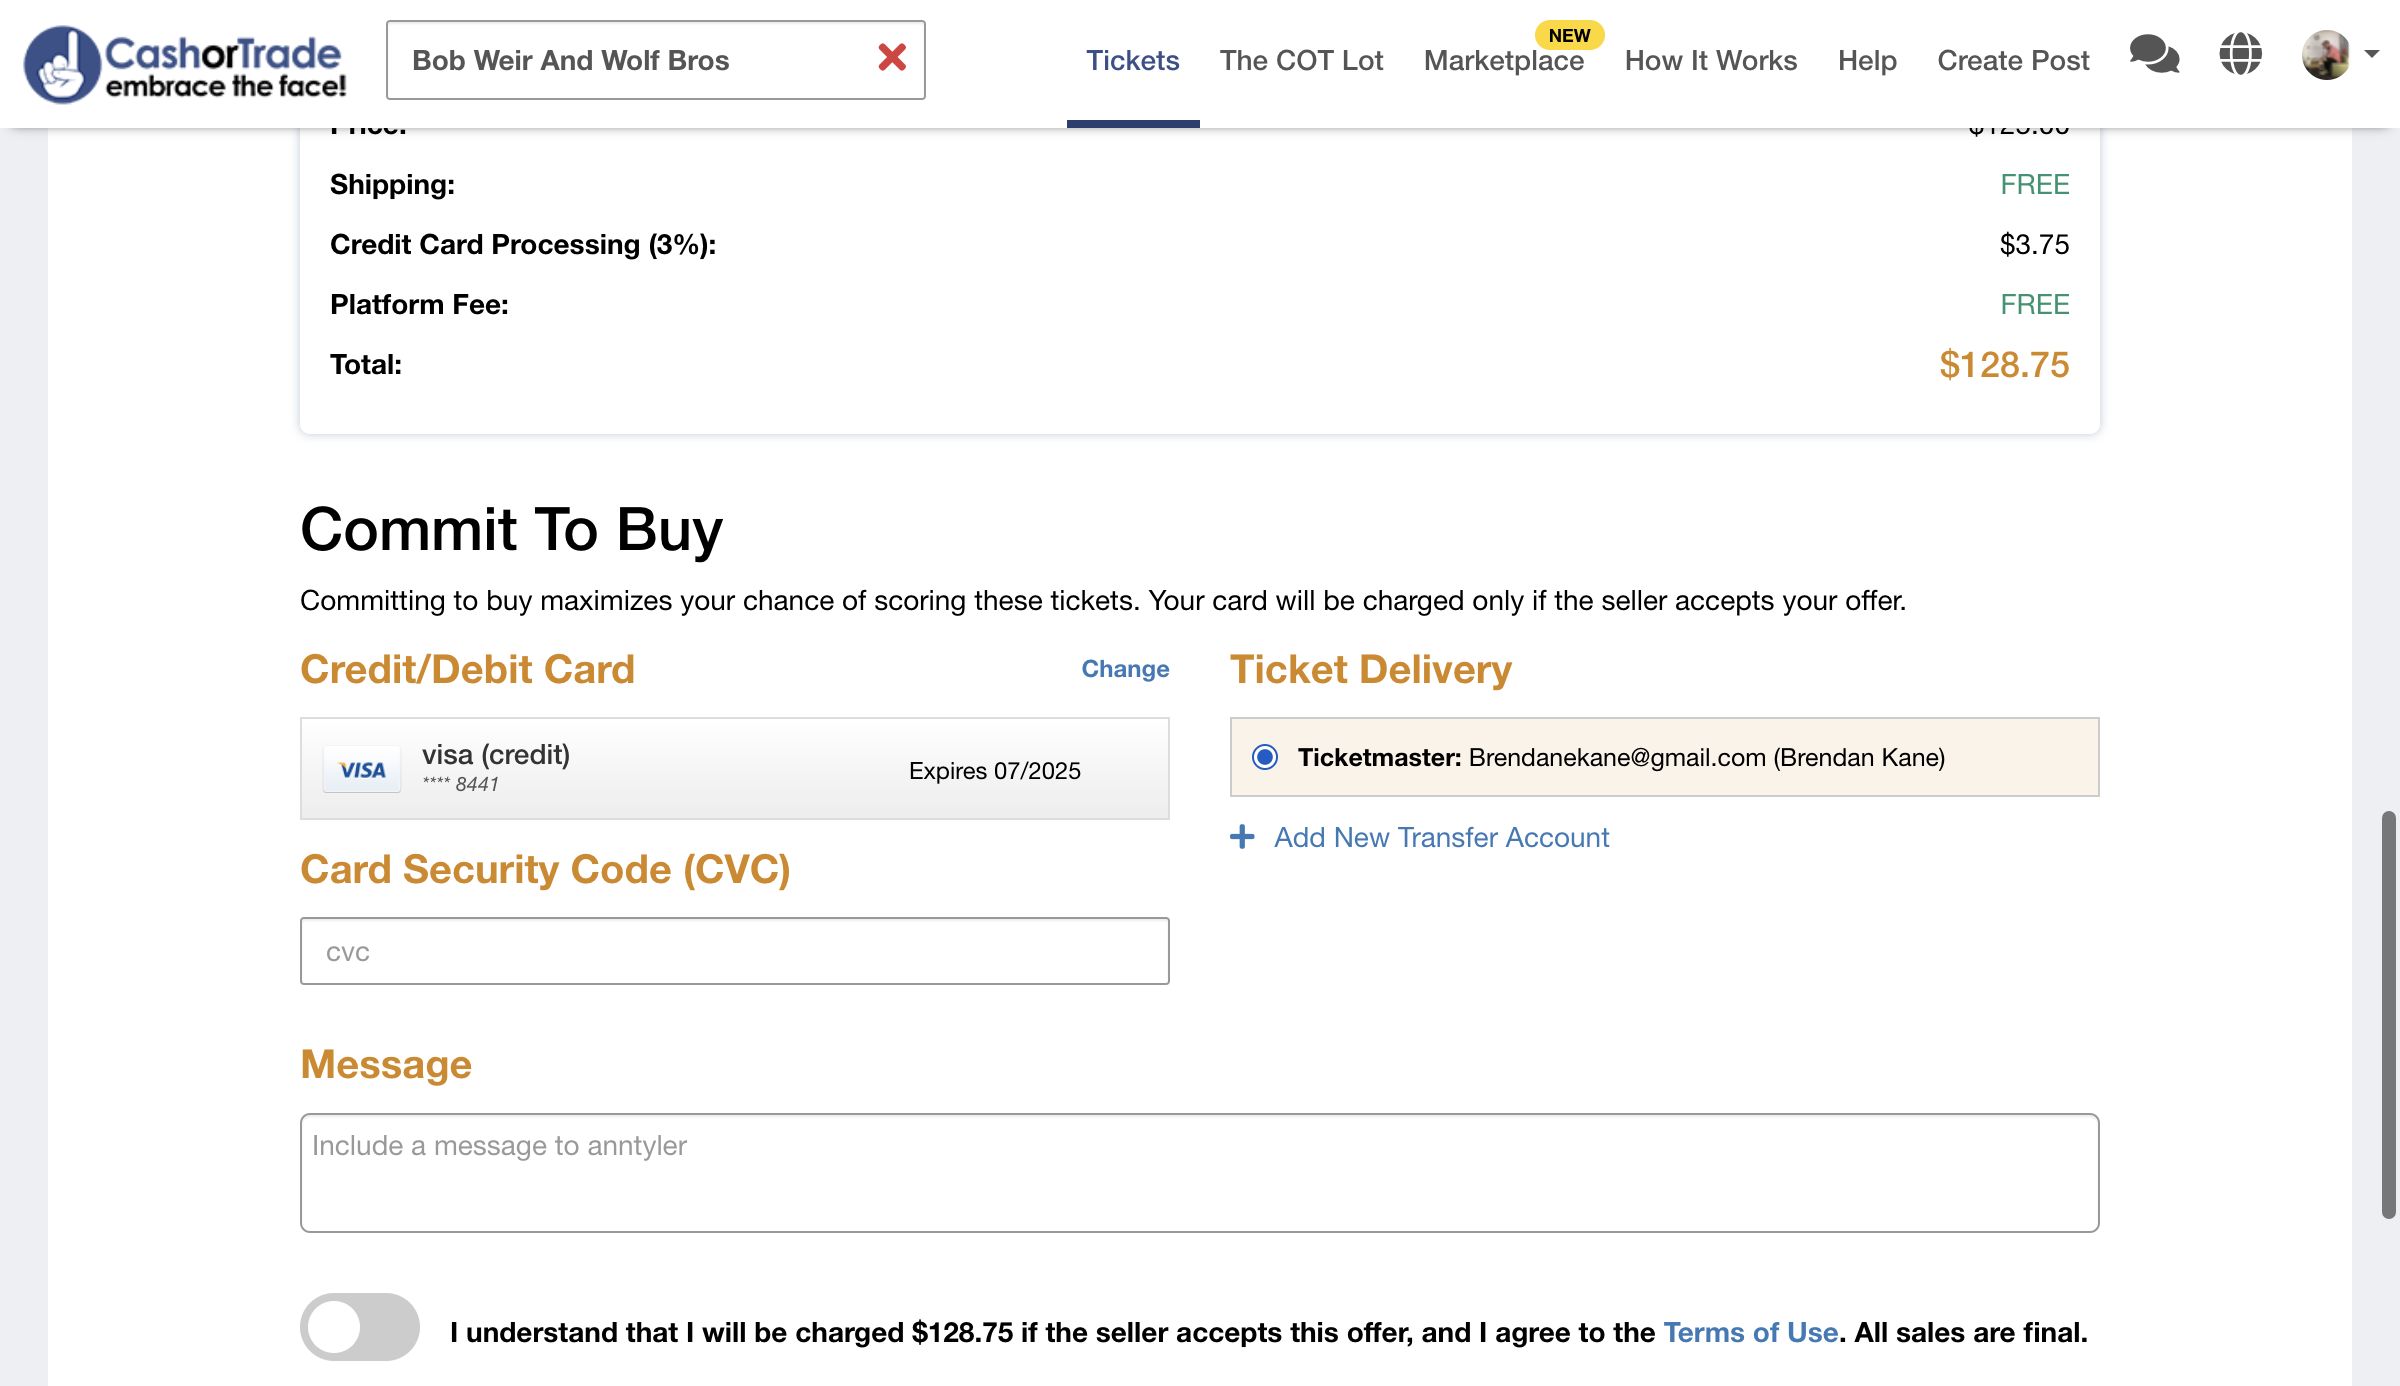 CashorTrade
embrace the face!
Bob Weir And Wolf Bros
Tickets
The COT Lot
Marketplace
NEW
How It Works
Help
Create Post
Price:
$125.00
Shipping:
FREE
Credit Card Processing (3%):
$3.75
Platform Fee:
FREE
Total:
$128.75
Commit To Buy
Committing to buy maximizes your chance of scoring these tickets. Your card will be charged only if the seller accepts your offer.
Credit/Debit Card
Change
VISA
visa (credit)
**** 8441
Expires 07/2025
Card Security Code (CVC)
cvc
Ticket Delivery
Ticketmaster: Brendanekane@gmail.com (Brendan Kane)
+ Add New Transfer Account
Message
Include a message to anntyler
I understand that I will be charged $128.75 if the seller accepts this offer, and I agree to the Terms of Use. All sales are final.